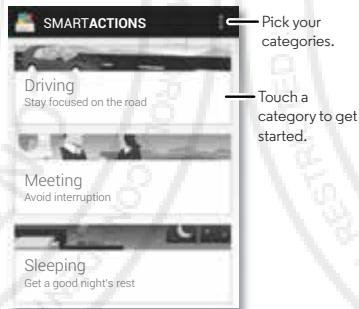 SMARTACTIONS
Pick your
categories.
Driving
Stay focused on the road
Touch a
category to get
started.
Meeting
Avoid interruption
Sleeping
Get a good night's rest